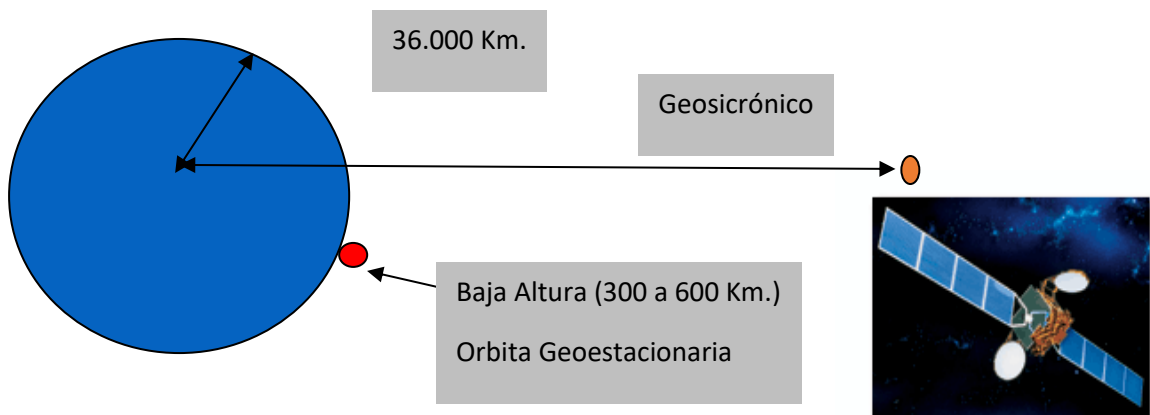 36.000 Km.
Geosicrónico
Baja Altura (300 a 600 Km.)
Orbita Geoestacionaria